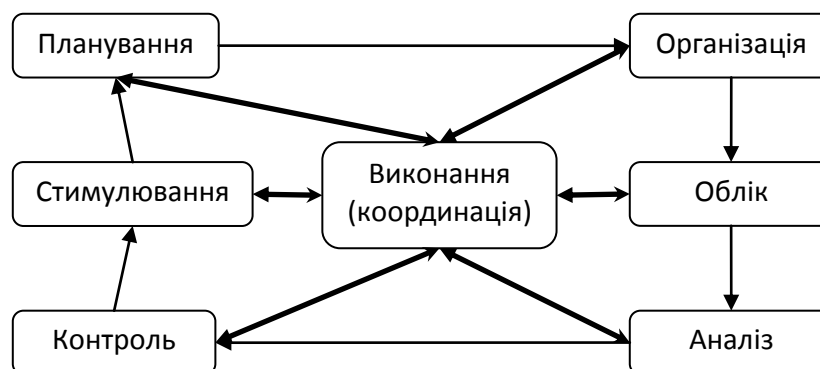 Планування
Організація
Стимулювання
Виконання
(координація)
Облік
Контроль
Аналіз